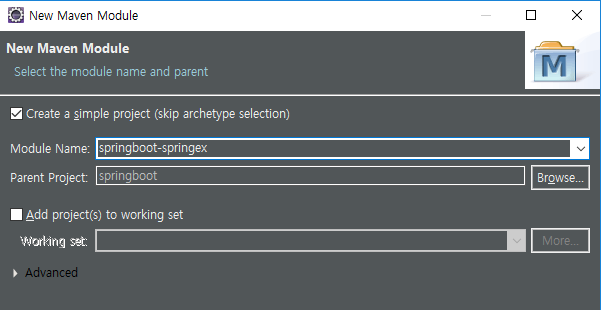 New Maven Module
New Maven Module
Select the module name and parent
M
Create a simple project (skip archetype selection)
Module Name: springboot-springex
Parent Project: springboot Browse...
Add project(s) to working set
Working set: More...
Advanced